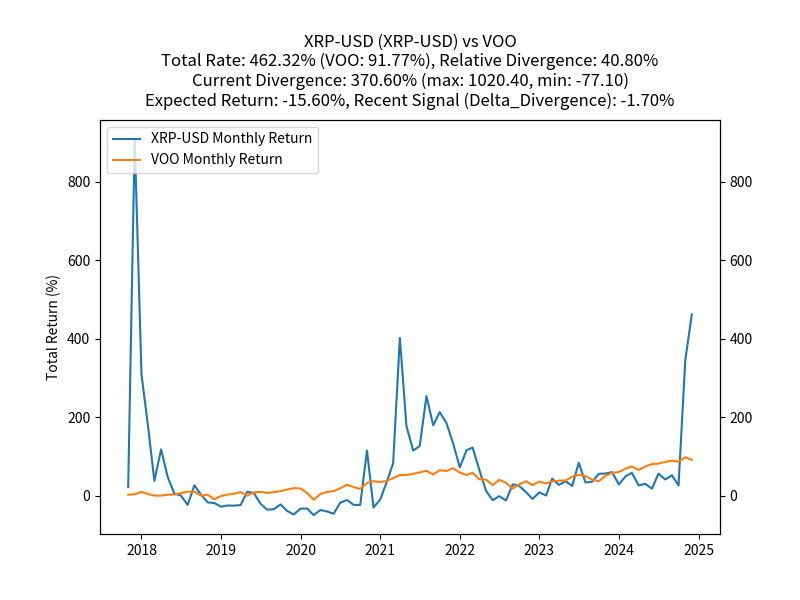 XRP-USD (XRP-USD) vs VOO
Total Rate: 462.32% (VOO: 91.77%), Relative Divergence: 40.80%
Current Divergence: 370.60% (max: 1020.40, min: -77.10)
Expected Return: -15.60%, Recent Signal (Delta_Divergence): -1.70%
XRP-USD Monthly Return
VOO Monthly Return
Total Return (%)
800
600
400
200
0
800
600
400
200
0
2018
2019
2020
2021
2022
2023
2024
2025